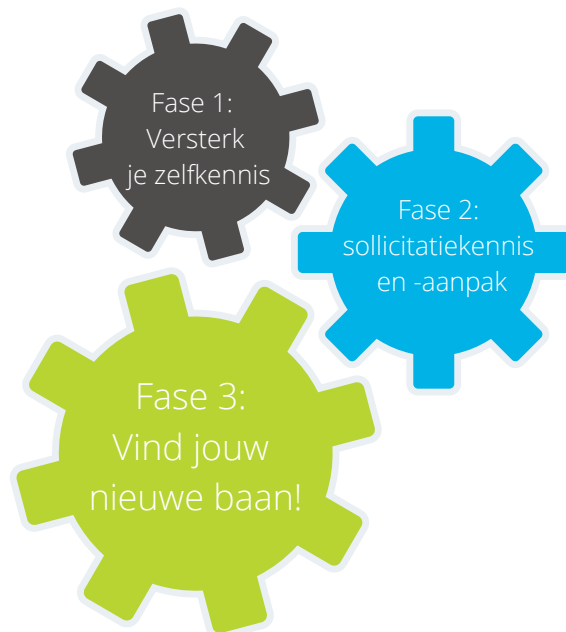 Fase 1:
Versterk
je zelfkennis
Fase 2:
sollicitatiekennis
en -aanpak
Fase 3:
Vind jouw
nieuwe baan!